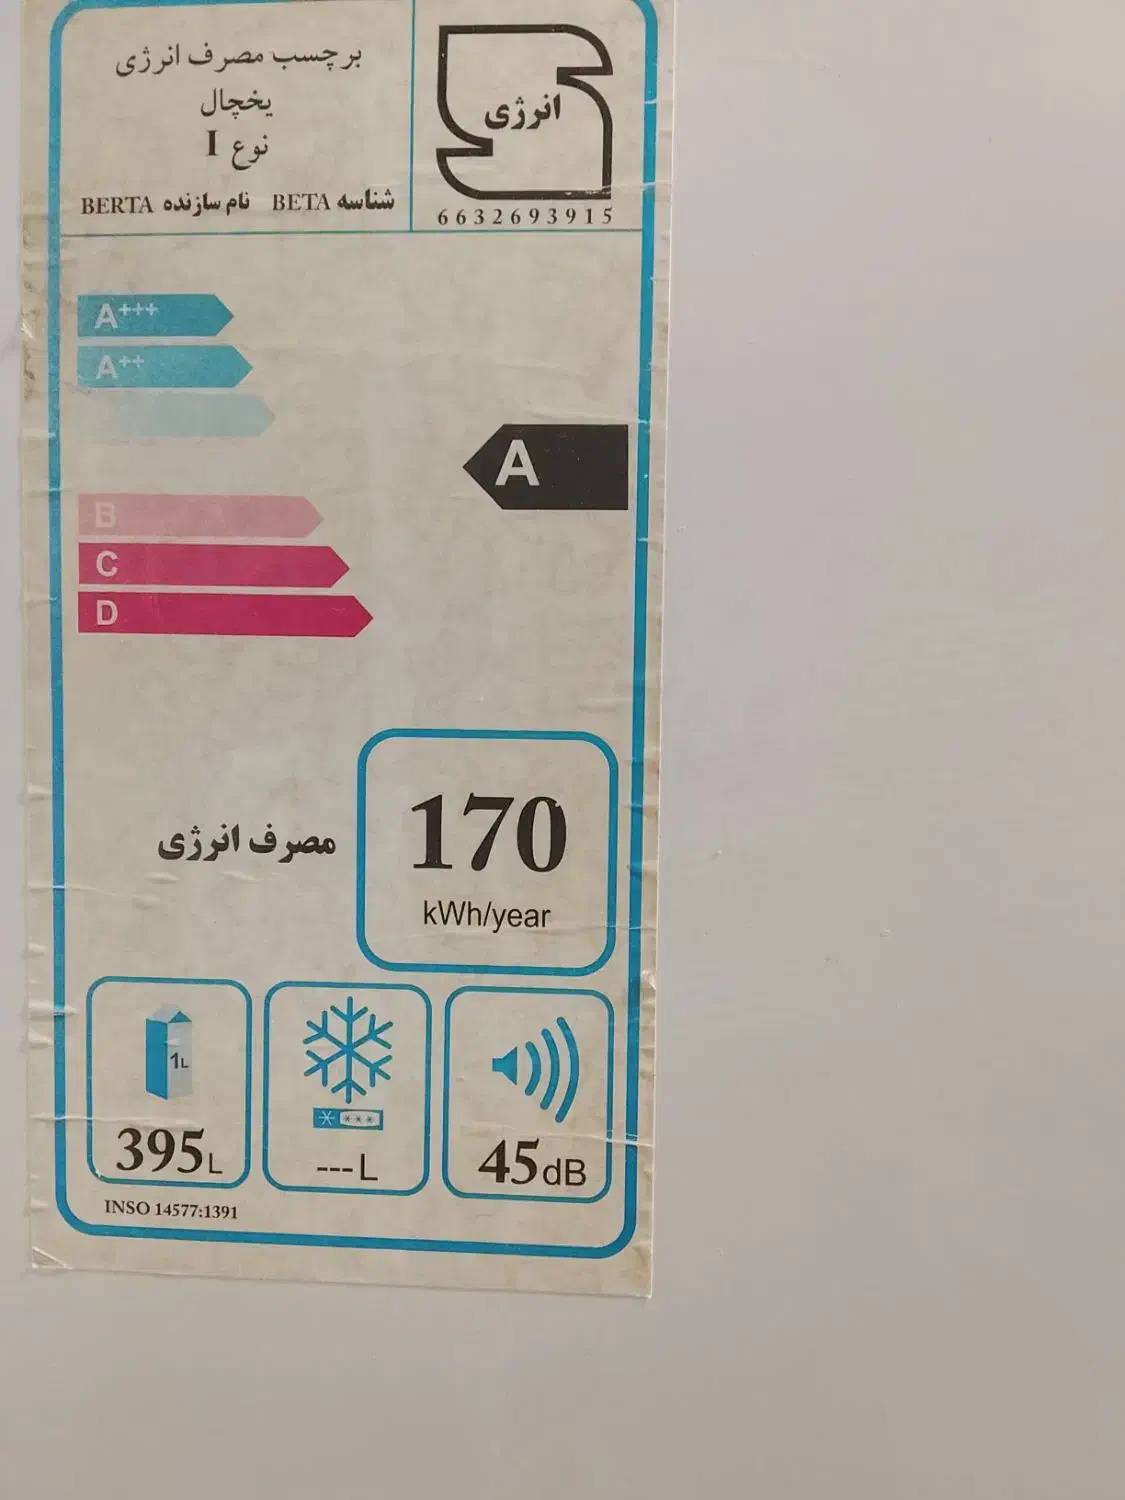 برچسب مصرف انرژی
یخچال
نوع I
شناسه BETA نام سازنده BERTA
انرژی
6632693915
A+++
A++
A
B
C
D
مصرف انرژی
170
kWh/year
1L
395L
---L
45dB
INSO 14577:1391